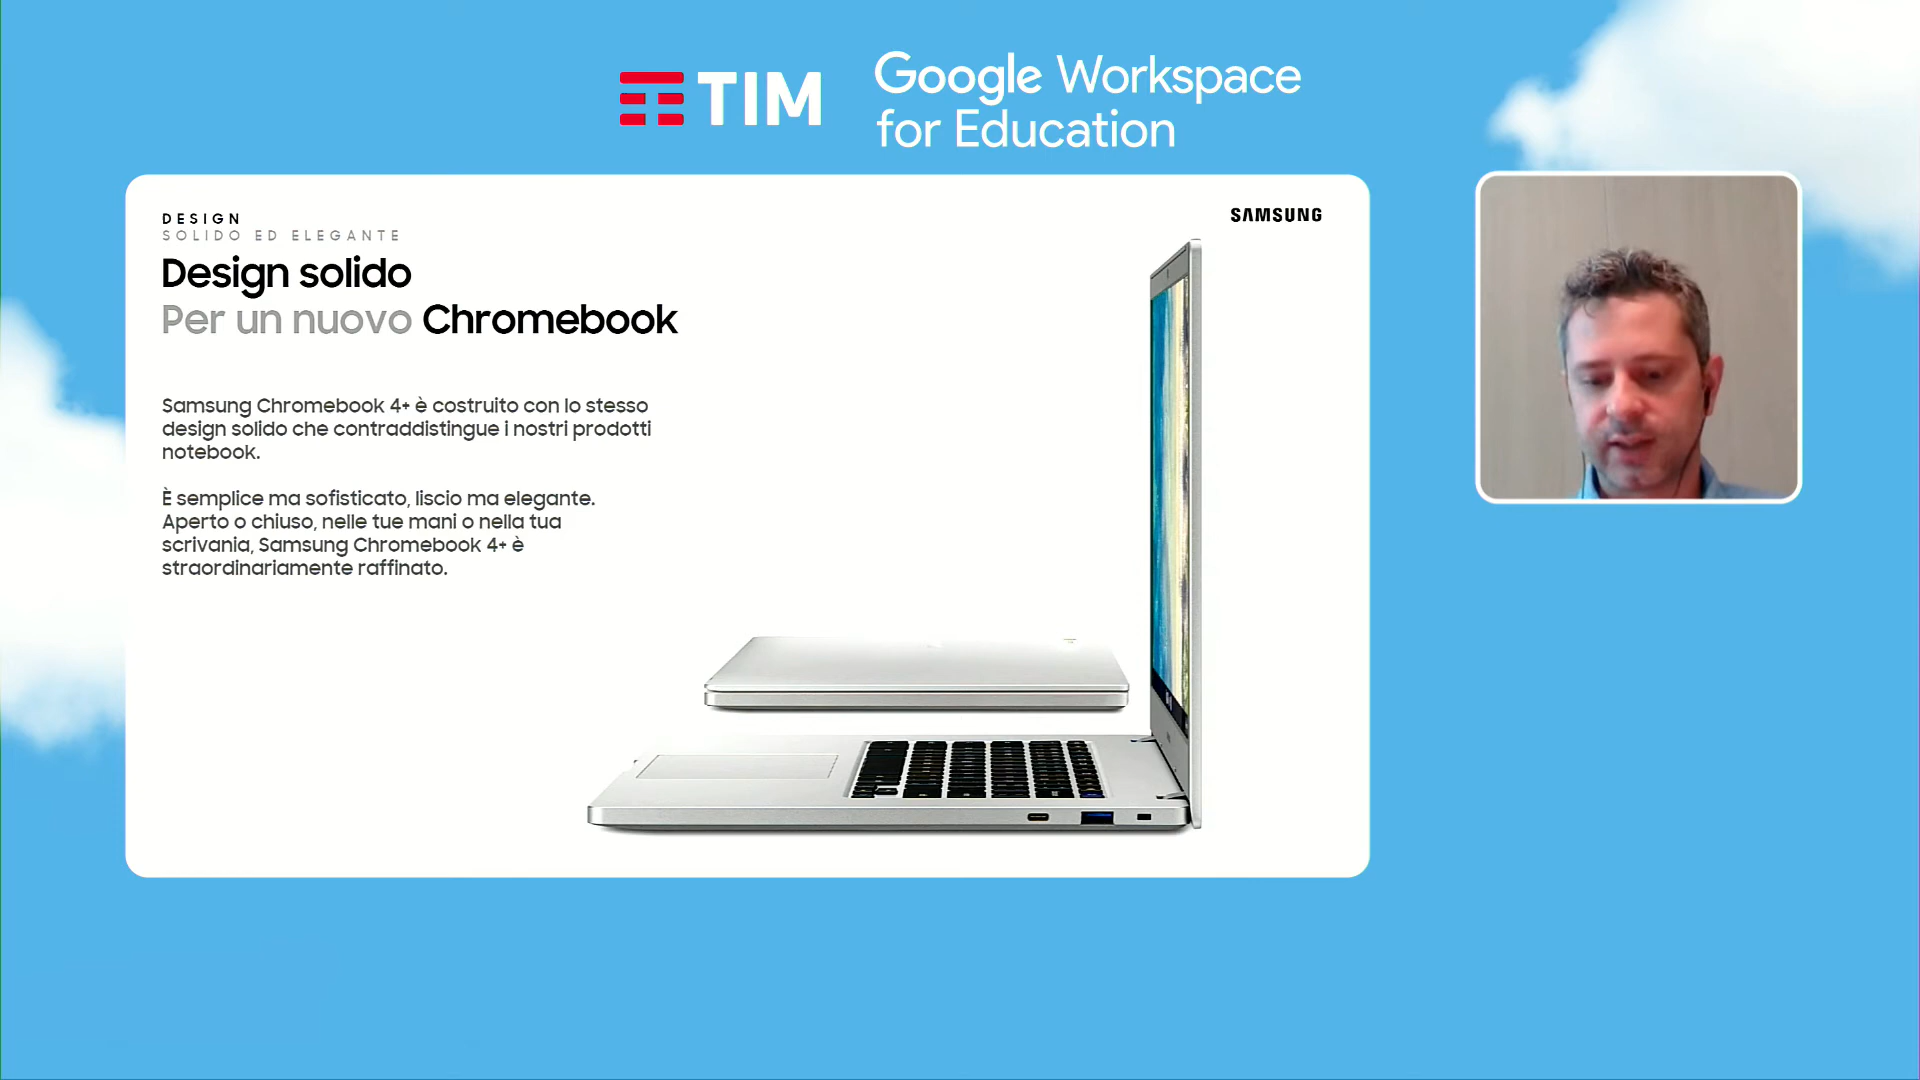 TIM
Google Workspace
for Education
DESIGN
SOLIDO ED ELEGANTE
SAMSUNG
Design solido
Per un nuovo Chromebook
Samsung Chromebook 4+ è costruito con lo stesso
design solido che contraddistingue i nostri prodotti
notebook.
È semplice ma sofisticato, liscio ma elegante.
Aperto o chiuso, nelle tue mani o nella tua
scrivania, Samsung Chromebook 4+ è
straordinariamente raffinato.